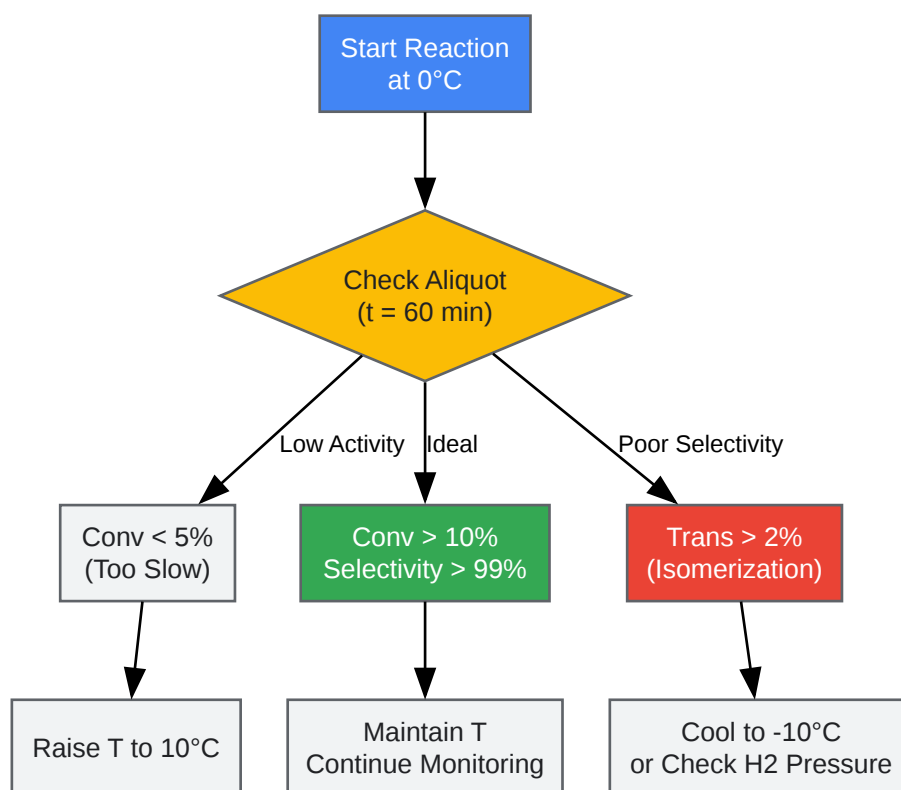 Start Reaction
at 0°C
Check Aliquot
(t = 60 min)
Low Activity
Ideal
Poor Selectivity
Conv < 5%
(Too Slow)
Conv > 10%
Selectivity > 99%
Trans > 2%
(Isomerization)
Raise T to 10°C
Maintain T
Continue Monitoring
Cool to -10°C
or Check H2 Pressure